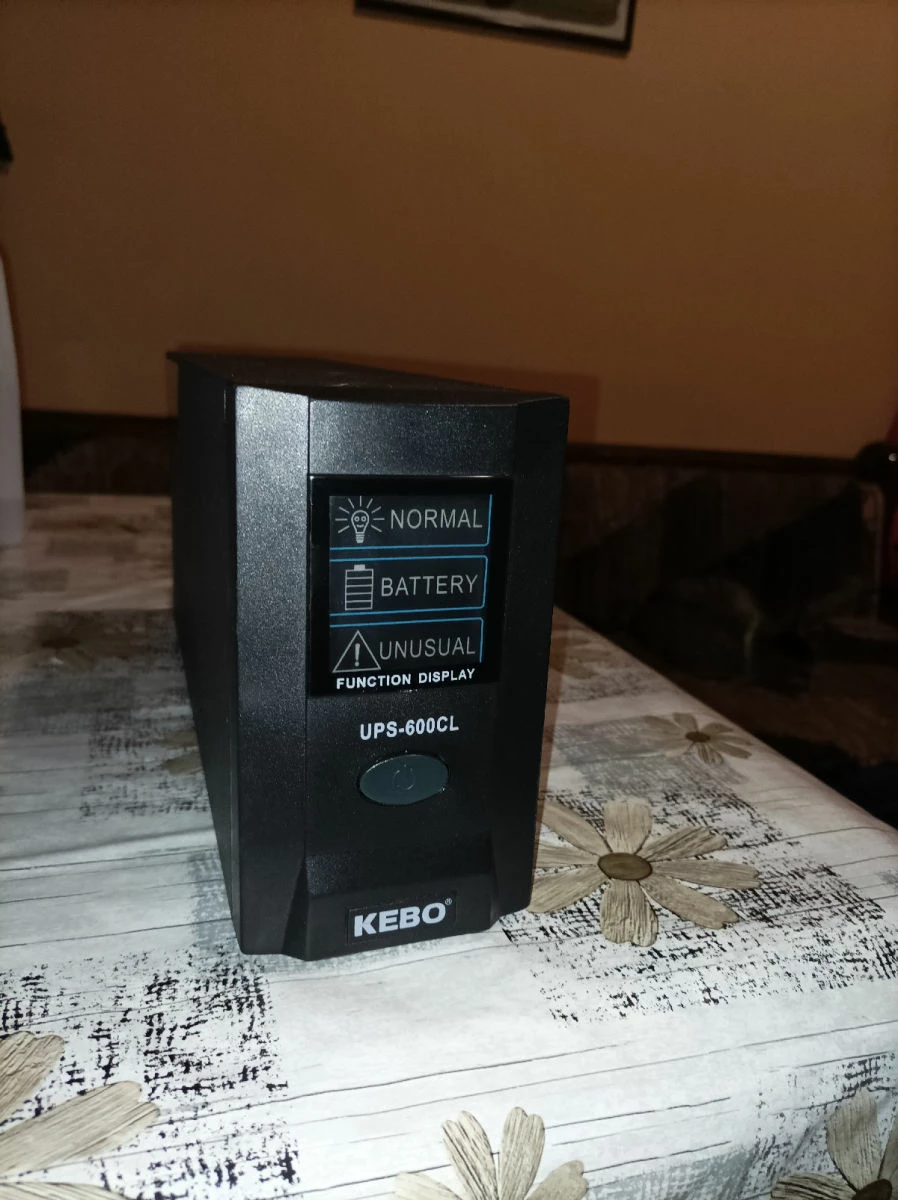 NORMAL
BATTERY
UNUSUAL
FUNCTION DISPLAY
UPS-600CL
KEBO®